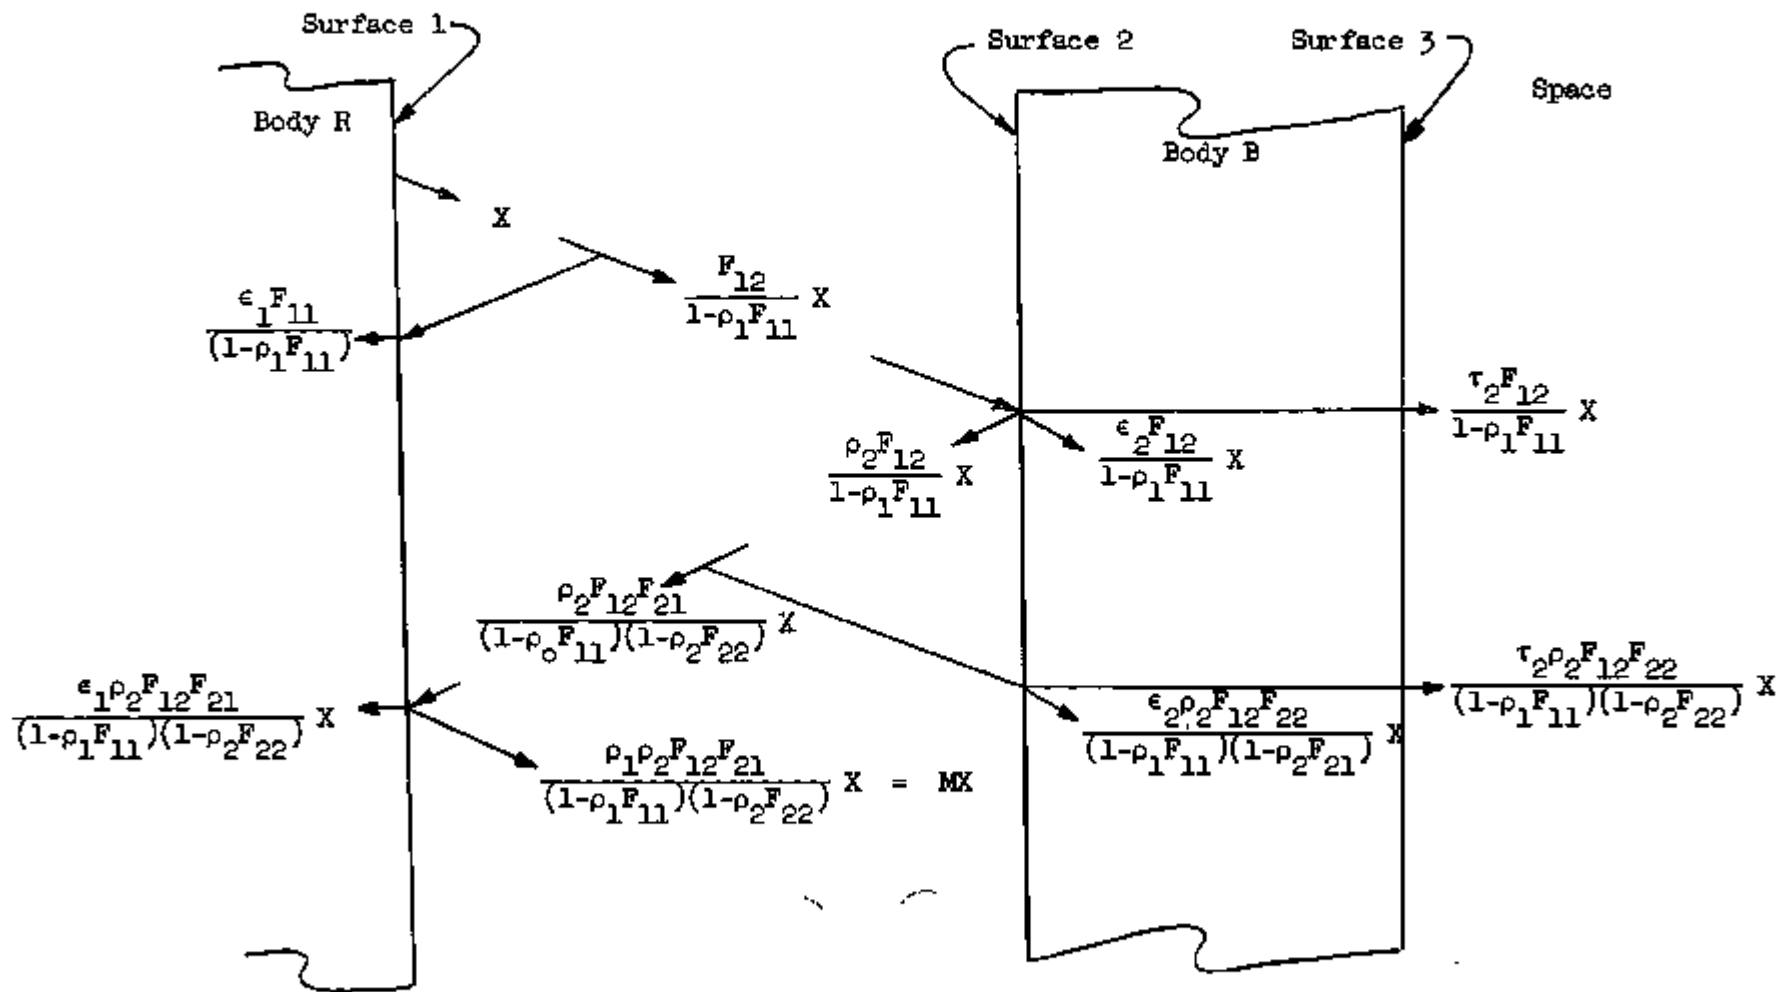 Surface 1
Surface 2
Surface 3
Space
Body R
Body B
X
F₁₂
1-ρ₁F₁₁ X
ϵ₁F₁₁
(1-ρ₁F₁₁)
τ₂F₁₂
1-ρ₁F₁₁ X
ρ₂F₁₂
1-ρ₁F₁₁ X
ϵ₂F₁₂
1-ρ₁F₁₁ X
ρ₂F₁₂F₂₁
(1-ρₒF₁₁)(1-ρ₂F₂₂) X
ϵ₁ρ₂F₁₂F₂₁
(1-ρ₁F₁₁)(1-ρ₂F₂₂) X
ρ₁ρ₂F₁₂F₂₁
(1-ρ₁F₁₁)(1-ρ₂F₂₂) X = MX
ϵ₂ρ₂F₁₂F₂₂
(1-ρ₁F₁₁)(1-ρ₂F₂₁) X
τ₂ρ₂F₁₂F₂₂
(1-ρ₁F₁₁)(1-ρ₂F₂₂) X